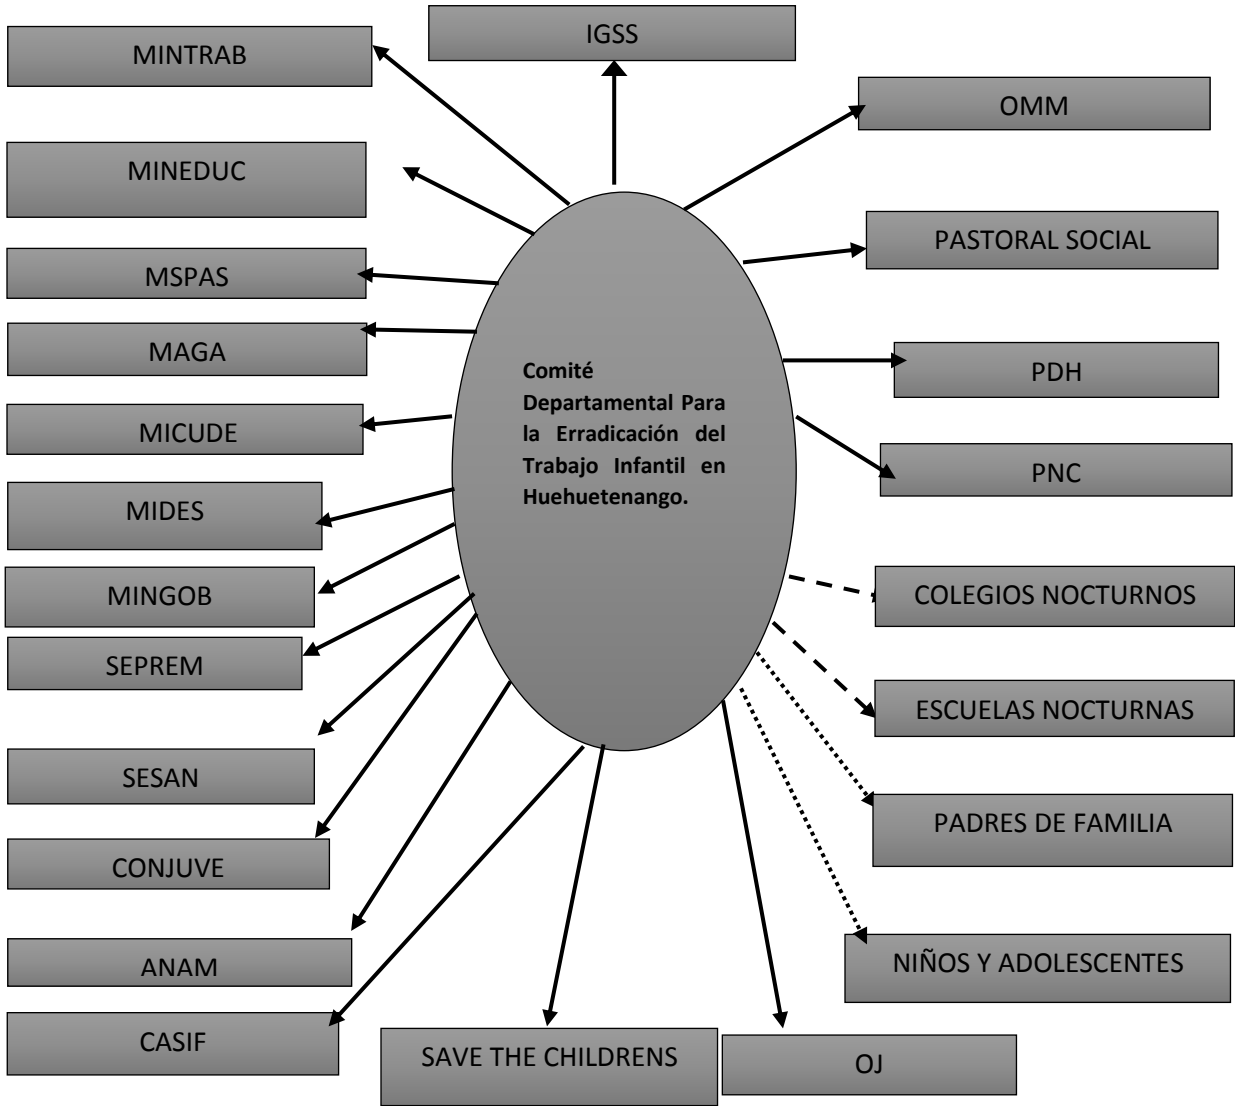 IGSS
MINTRAB
OMM
MINEDUC
PASTORAL SOCIAL
MSPAS
MAGA
PDH
Comité
Departamental Para
la Erradicación del
Trabajo Infantil en
Huehuetenango.
MICUDE
PNC
MIDES
MINGOB
COLEGIOS NOCTURNOS
SEPREM
ESCUELAS NOCTURNAS
SESAN
PADRES DE FAMILIA
CONJUVE
ANAM
NIÑOS Y ADOLESCENTES
CASIF
SAVE THE CHILDRENS
OJ